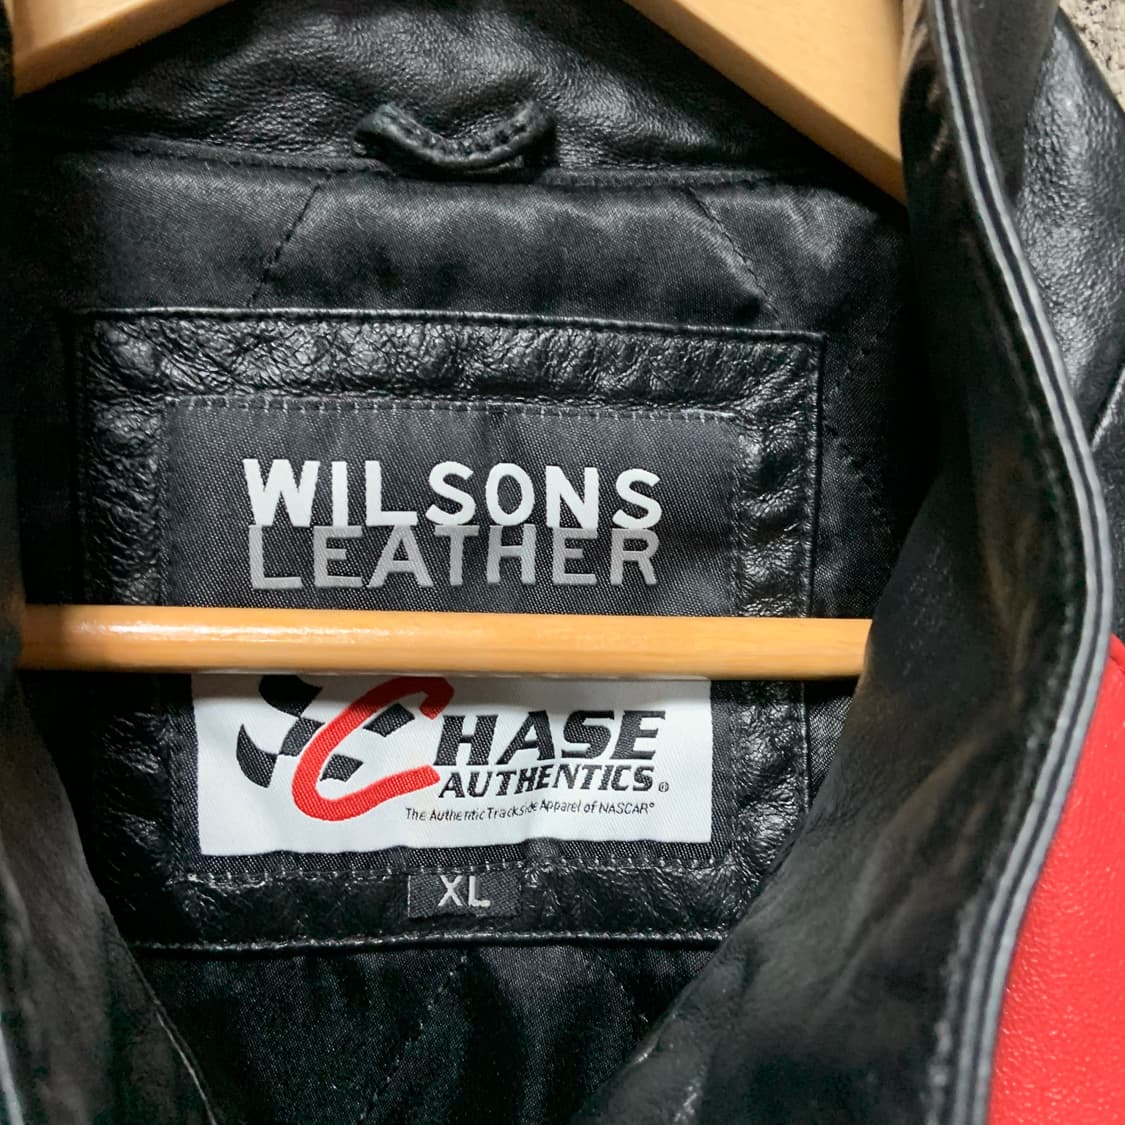 WILSONS
LEATHER
CHASE
AUTHENTICS®
The Authentic Trackside Apparel of NASCAR®
XL